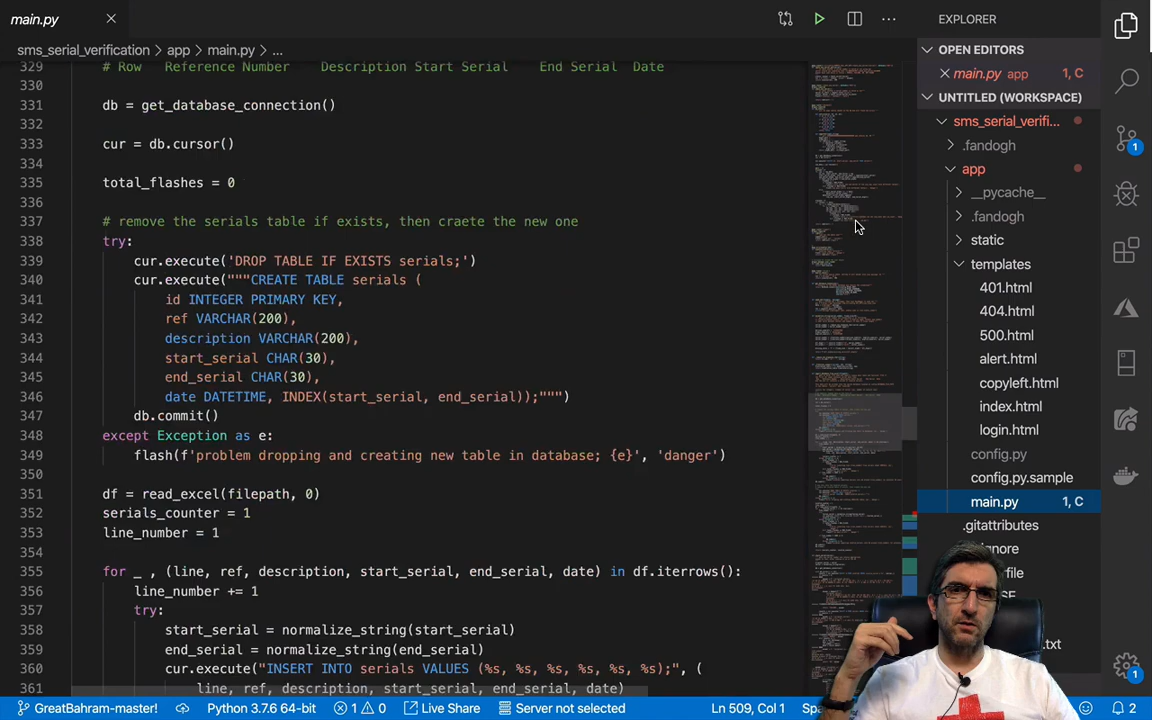 main.py
EXPLORER
sms_serial_verification > app > main.py > ...
OPEN EDITORS
main.py app 1, C
UNTITLED (WORKSPACE)
sms_serial_verifi...
.fandogh
app
__pycache__
.fandogh
static
templates
401.html
404.html
500.html
alert.html
copyleft.html
index.html
login.html
config.py
config.py.sample
main.py 1, C
.gitattributes
329 # Row Reference Number Description Start Serial End Serial Date
330
331 db = get_database_connection()
332
333 cur = db.cursor()
334
335 total_flashes = 0
336
337 # remove the serials table if exists, then craete the new one
338 try:
339 cur.execute('DROP TABLE IF EXISTS serials;')
340 cur.execute("""CREATE TABLE serials (
341 id INTEGER PRIMARY KEY,
342 ref VARCHAR(200),
343 description VARCHAR(200),
344 start_serial CHAR(30),
345 end_serial CHAR(30),
346 date DATETIME, INDEX(start_serial, end_serial));""")
347 db.commit()
348 except Exception as e:
349 flash(f'problem dropping and creating new table in database; {e}', 'danger')
350
351 df = read_excel(filepath, 0)
352 serials_counter = 1
353 line_number = 1
354
355 for _ , (line, ref, description, start_serial, end_serial, date) in df.iterrows():
356 line_number += 1
357 try:
358 start_serial = normalize_string(start_serial)
359 end_serial = normalize_string(end_serial)
360 cur.execute("INSERT INTO serials VALUES (%s, %s, %s, %s, %s, %s);", (
361 line, ref, description, start_serial, end_serial, date)
1
1
GreatBahram-master! Python 3.7.6 64-bit 1 0 Live Share Server not selected Ln 509, Col 1 2